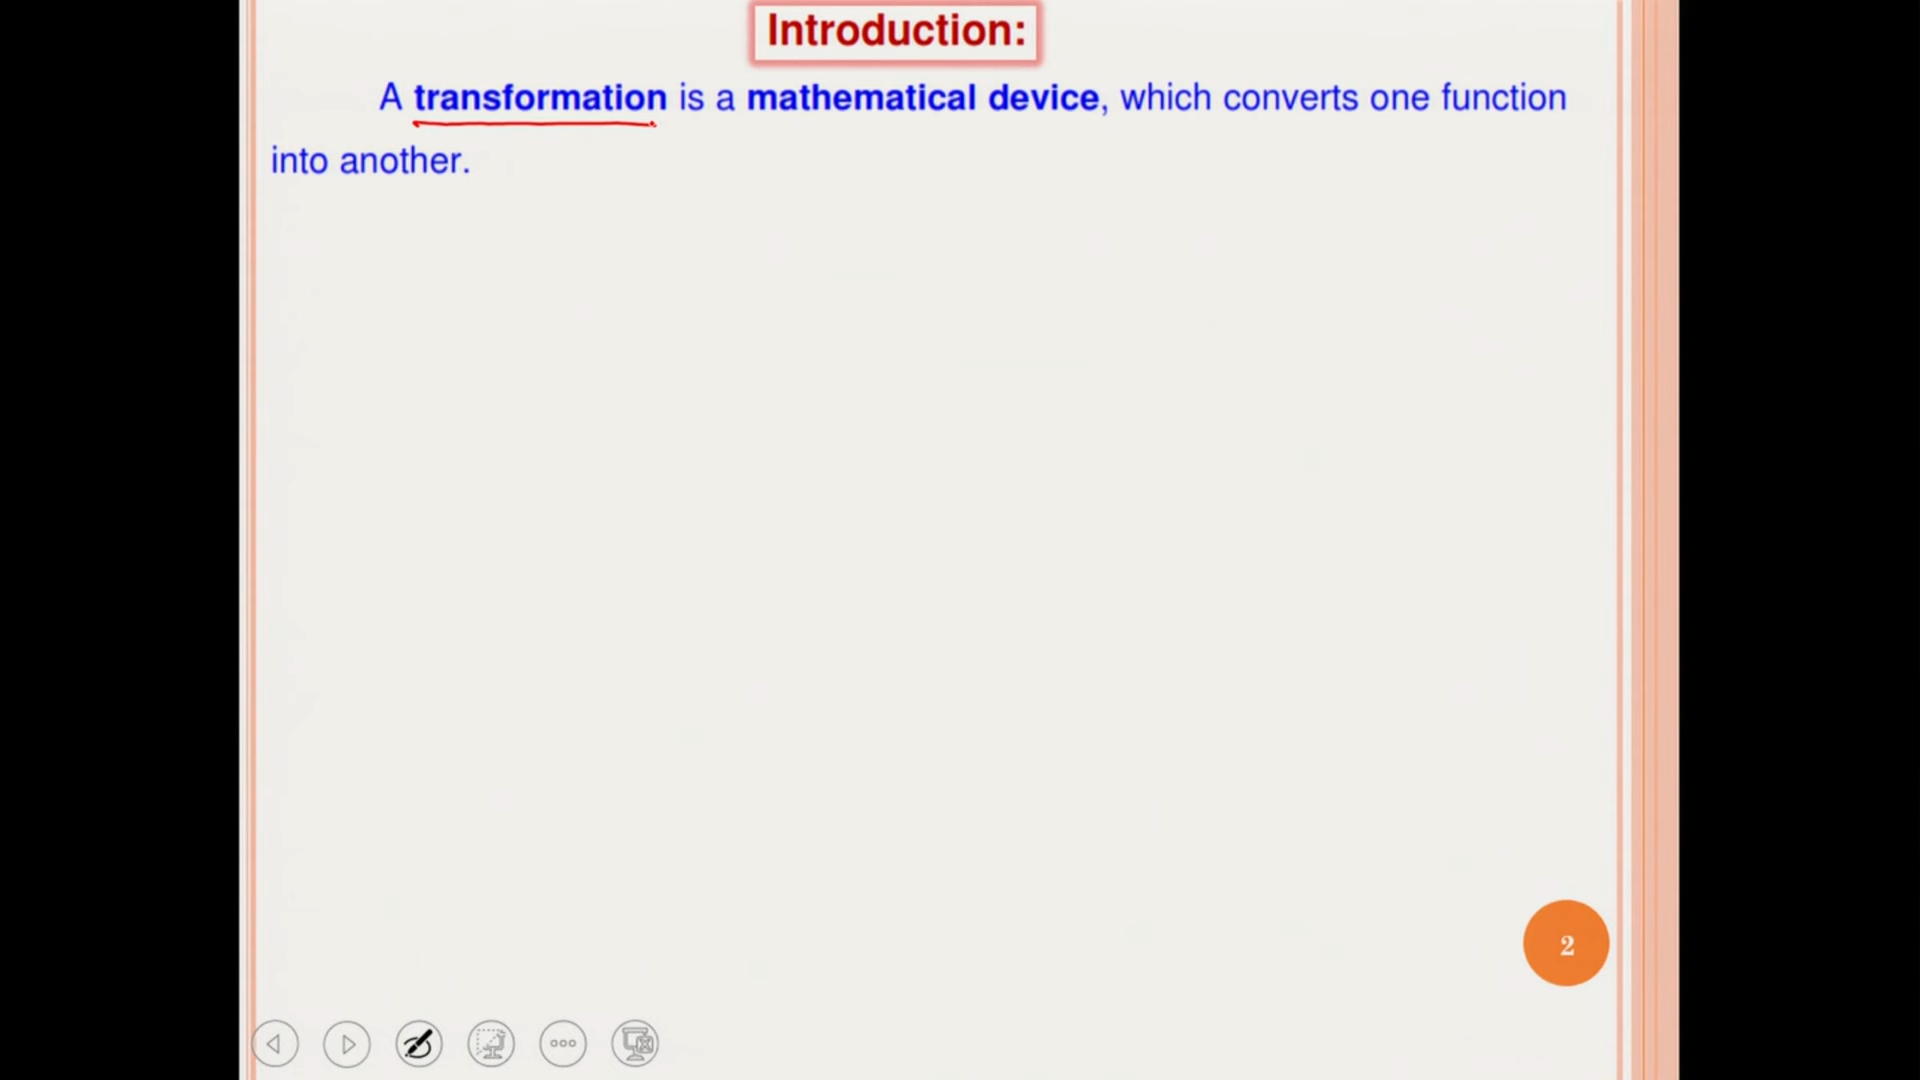 Introduction:
A transformation is a mathematical device, which converts one function
into another.
2